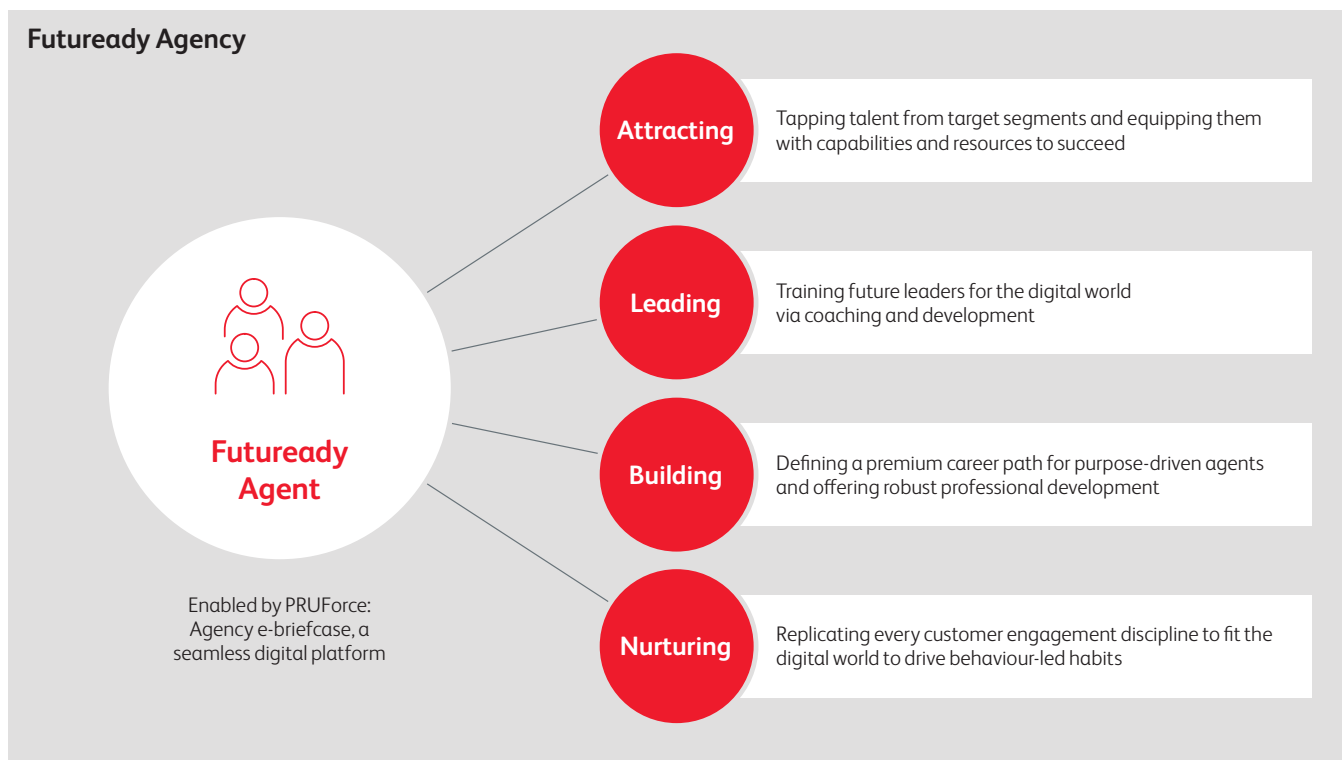 Futuready Agency
Attracting
Tapping talent from target segments and equipping them
with capabilities and resources to succeed
Leading
Training future leaders for the digital world
via coaching and development
Futuready
Agent
Building
Defining a premium career path for purpose-driven agents
and offering robust professional development
Enabled by PRUForce:
Agency e-briefcase, a
seamless digital platform
Nurturing
Replicating every customer engagement discipline to fit the
digital world to drive behaviour-led habits